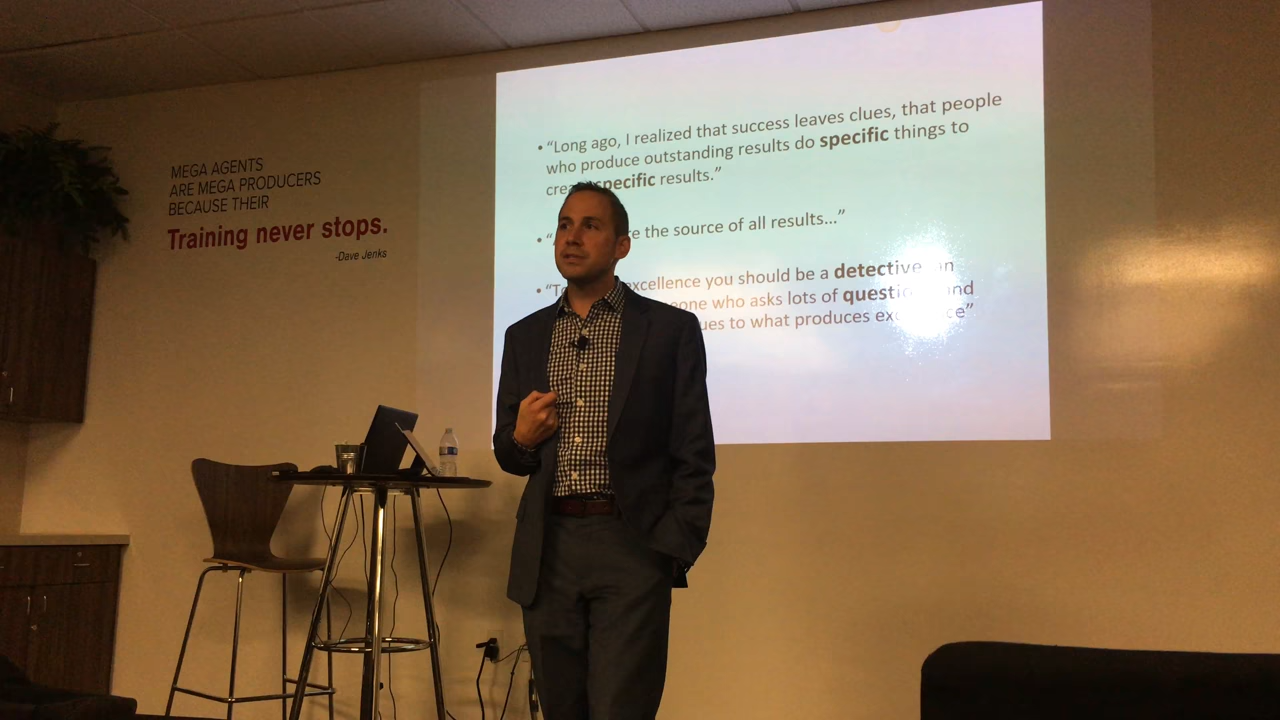 MEGA AGENTS
ARE MEGA PRODUCERS
BECAUSE THEIR
Training never stops.
-Dave Jenks
• “Long ago, I realized that success leaves clues, that people
who produce outstanding results do specific things to
specific results.”
• “ the source of all results...”
• “ excellence you should be a detective
who asks lots of
to what produces